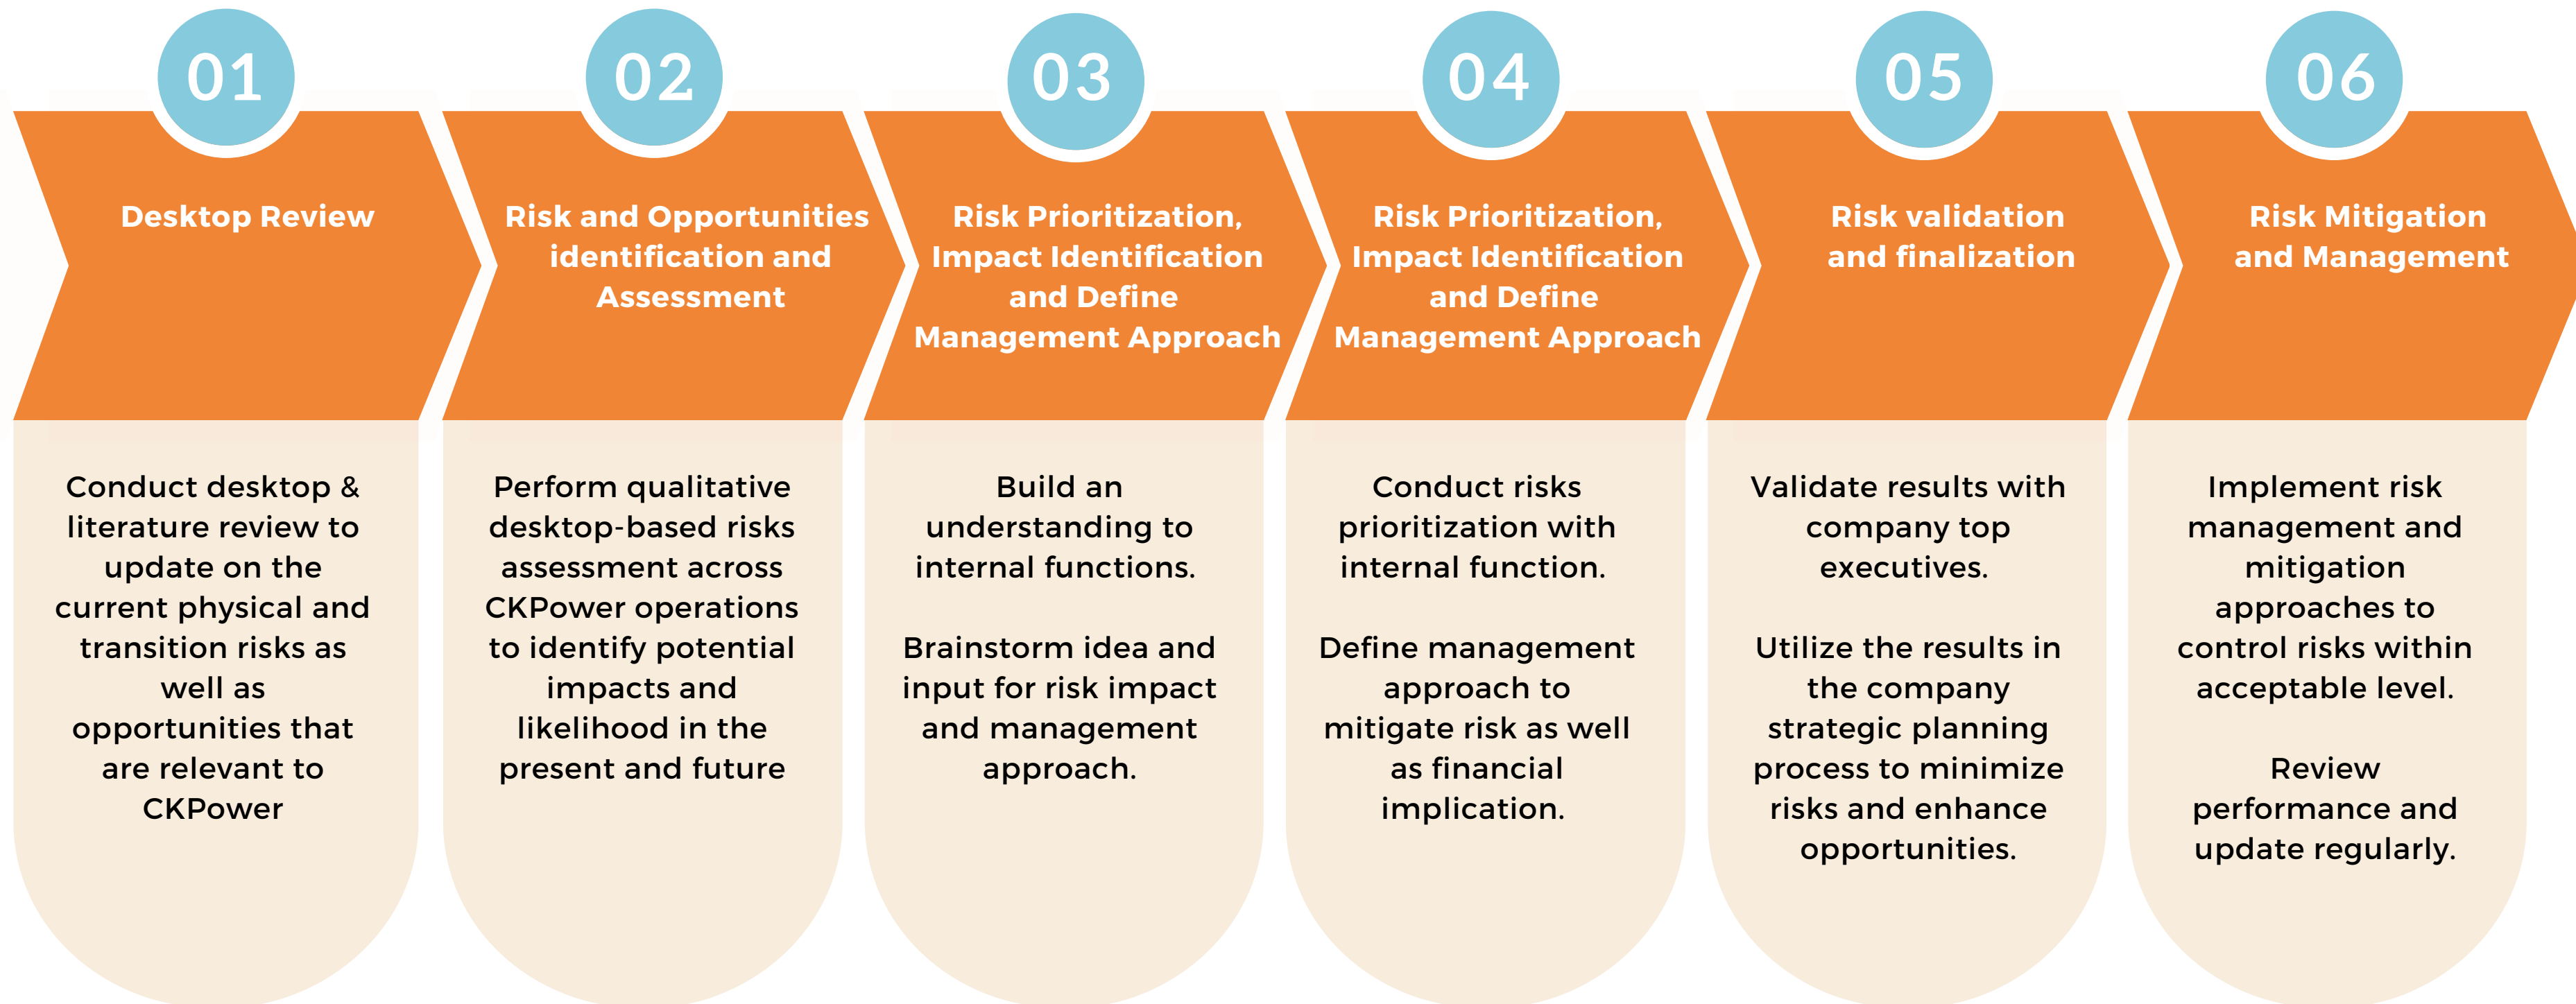 01
Desktop Review
Conduct desktop &
literature review to
update on the
current physical and
transition risks as
well as
opportunities that
are relevant to
CKPower
02
Risk and Opportunities
identification and
Assessment
Perform qualitative
desktop-based risks
assessment across
CKPower operations
to identify potential
impacts and
likelihood in the
present and future
03
Risk Prioritization,
Impact Identification
and Define
Management Approach
Build an
understanding to
internal functions.
Brainstorm idea and
input for risk impact
and management
approach.
04
Risk Prioritization,
Impact Identification
and Define
Management Approach
Conduct risks
prioritization with
internal function.
Define management
approach to
mitigate risk as well
as financial
implication.
05
Risk validation
and finalization
Validate results with
company top
executives.
Utilize the results in
the company
strategic planning
process to minimize
risks and enhance
opportunities.
06
Risk Mitigation
and Management
Implement risk
management and
mitigation
approaches to
control risks within
acceptable level.
Review
performance and
update regularly.